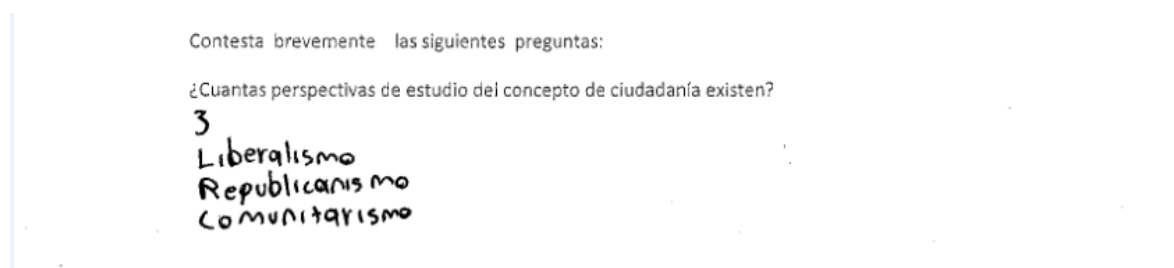 Contesta brevemente las siguientes preguntas:
¿Cuantas perspectivas de estudio del concepto de ciudadanía existen?
3
Liberalismo
Republicanismo
Comunitarismo